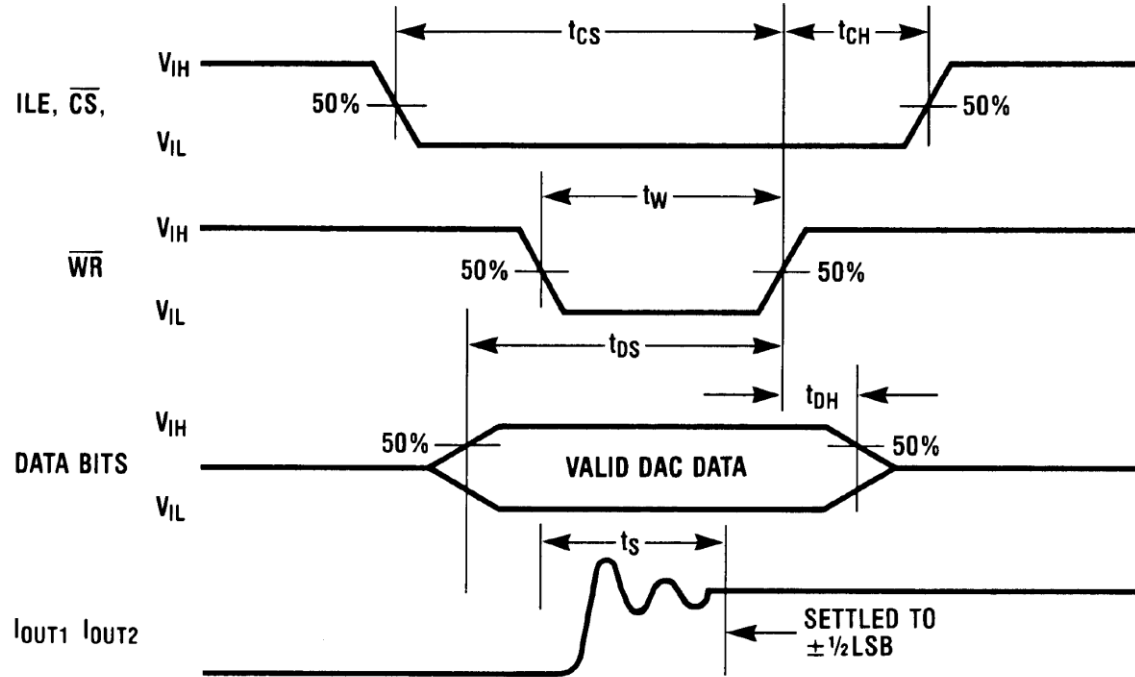 tCS tCH
VIH
ILE, CS, 50% 50%
VIL
tW
VIH
WR 50% 50%
VIL
tDS
tDH
VIH
50% 50%
DATA BITS VALID DAC DATA
VIL
tS
IOUT1 IOUT2 SETTLED TO
±½LSB